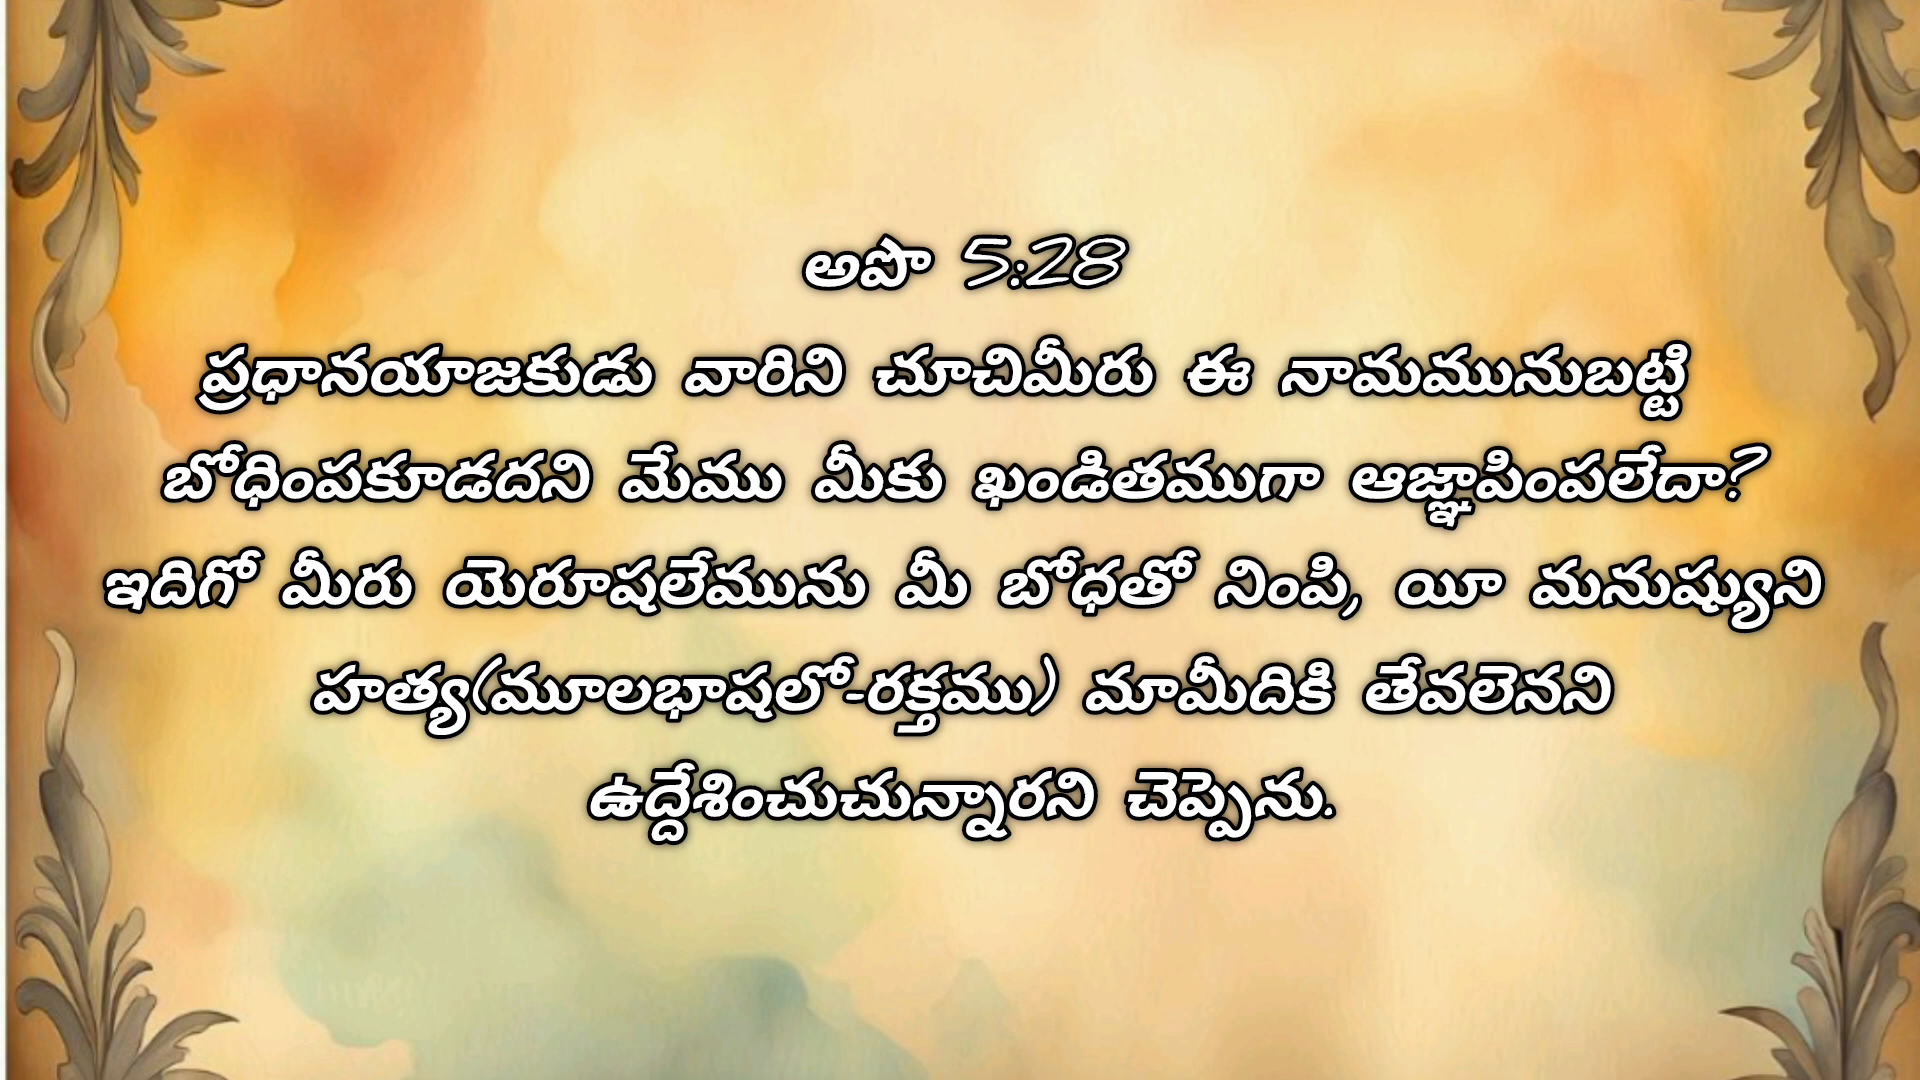 అపొ 5:28
ప్రధానయాజకుడు వారిని చూచిమీరు ఈ నామమునుబట్టి
బోధింపకూడదని మేము మీకు ఖండితముగా ఆజ్ఞాపింపలేదా?
ఇదిగో మీరు యెరూషలేమును మీ బోధతో నింపి, యీ మనుష్యుని
హత్య(మూలభాషలో-రక్తము) మామీదికి తేవలెనని
ఉద్దేశించుచున్నారని చెప్పెను.